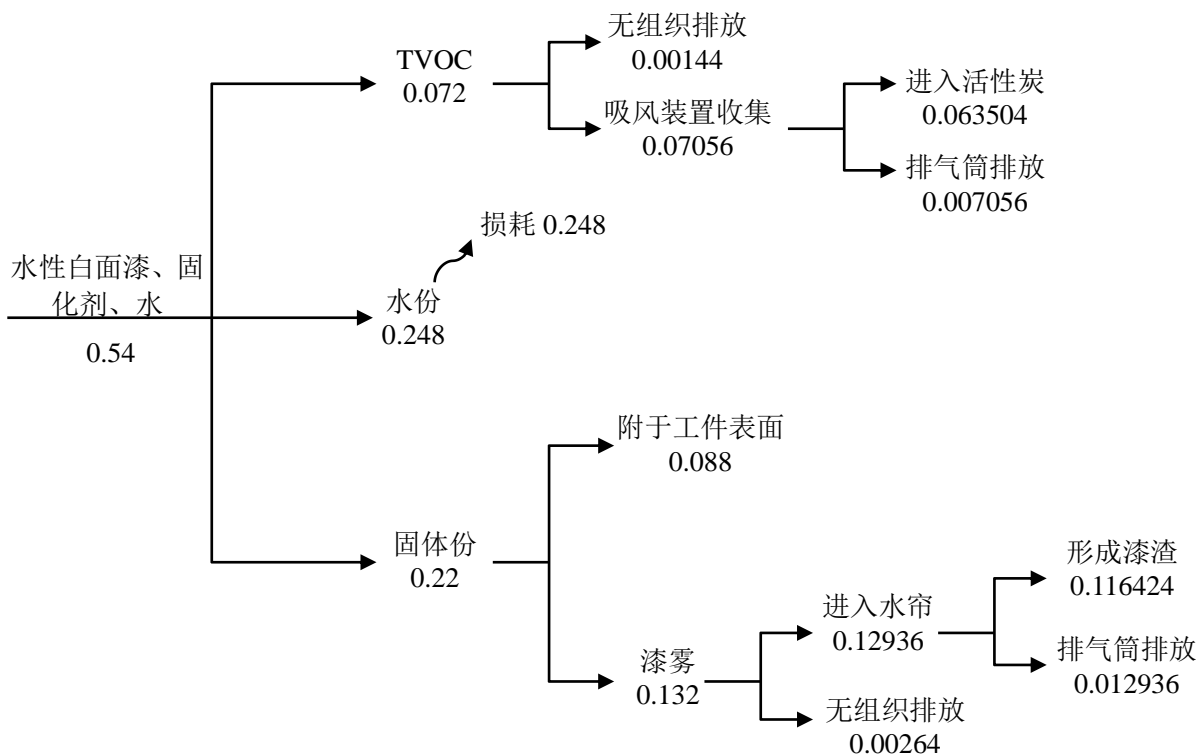 无组织排放
0.00144
TVOC
0.072
进入活性炭
0.063504
吸风装置收集
0.07056
排气筒排放
0.007056
损耗 0.248
水性白面漆、固
化剂、水
0.54
水份
0.248
附于工件表面
0.088
固体份
0.22
形成漆渣
0.116424
进入水帘
0.12936
漆雾
0.132
排气筒排放
0.012936
无组织排放
0.00264